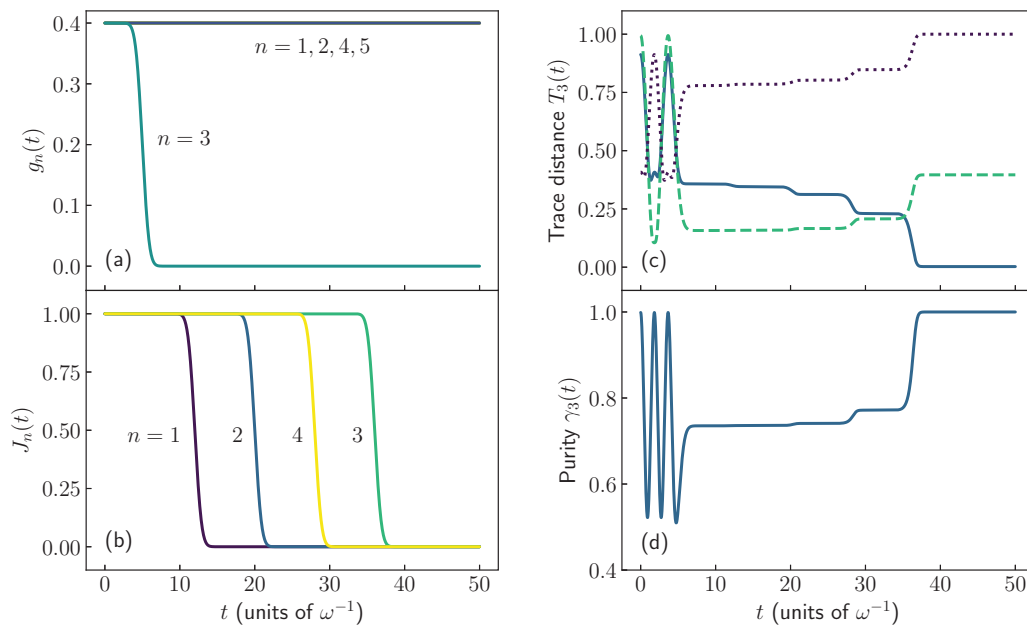 0.4
0.3
0.2
0.1
0.0
g_n(t)
n = 1, 2, 4, 5
n = 3
(a)
1.00
0.75
0.50
0.25
0.00
J_n(t)
n = 1
2
4
3
(b)
0 10 20 30 40 50
t (units of ω⁻¹)
1.00
0.75
0.50
0.25
0.00
Trace distance T₃(t)
(c)
1.0
0.8
0.6
0.4
Purity γ₃(t)
(d)
0 10 20 30 40 50
t (units of ω⁻¹)